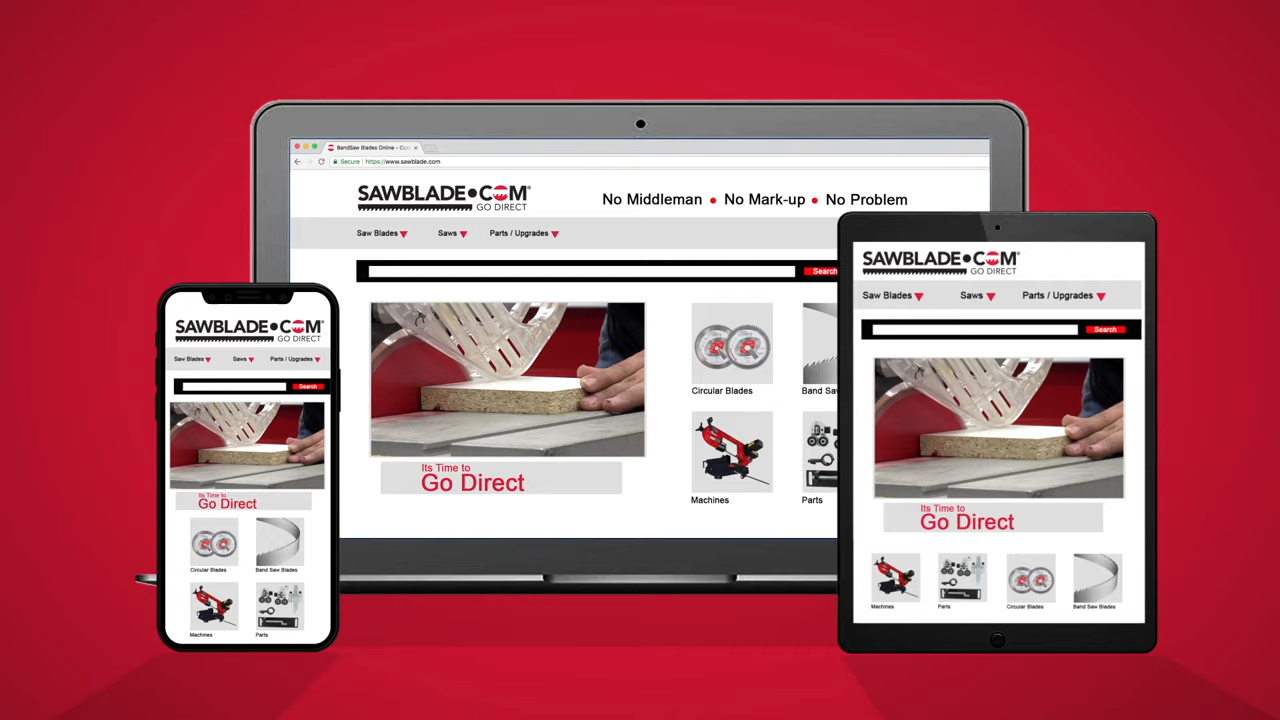 BandSaw Blades Online - Cust
Secure https://www.sawblade.com
SAWBLADE•COM®
GO DIRECT
No Middleman • No Mark-up • No Problem
Saw Blades Saws Parts / Upgrades
Search
Its Time to
Go Direct
Circular Blades
Band Saw
Machines
Parts
SAWBLADE•COM®
GO DIRECT
Saw Blades Saws Parts / Upgrades
Search
Its Time to
Go Direct
Circular Blades Band Saw Blades
Machines Parts
SAWBLADE•COM®
GO DIRECT
Saw Blades Saws Parts / Upgrades
Search
Its Time to
Go Direct
Machines Parts Circular Blades Band Saw Blades